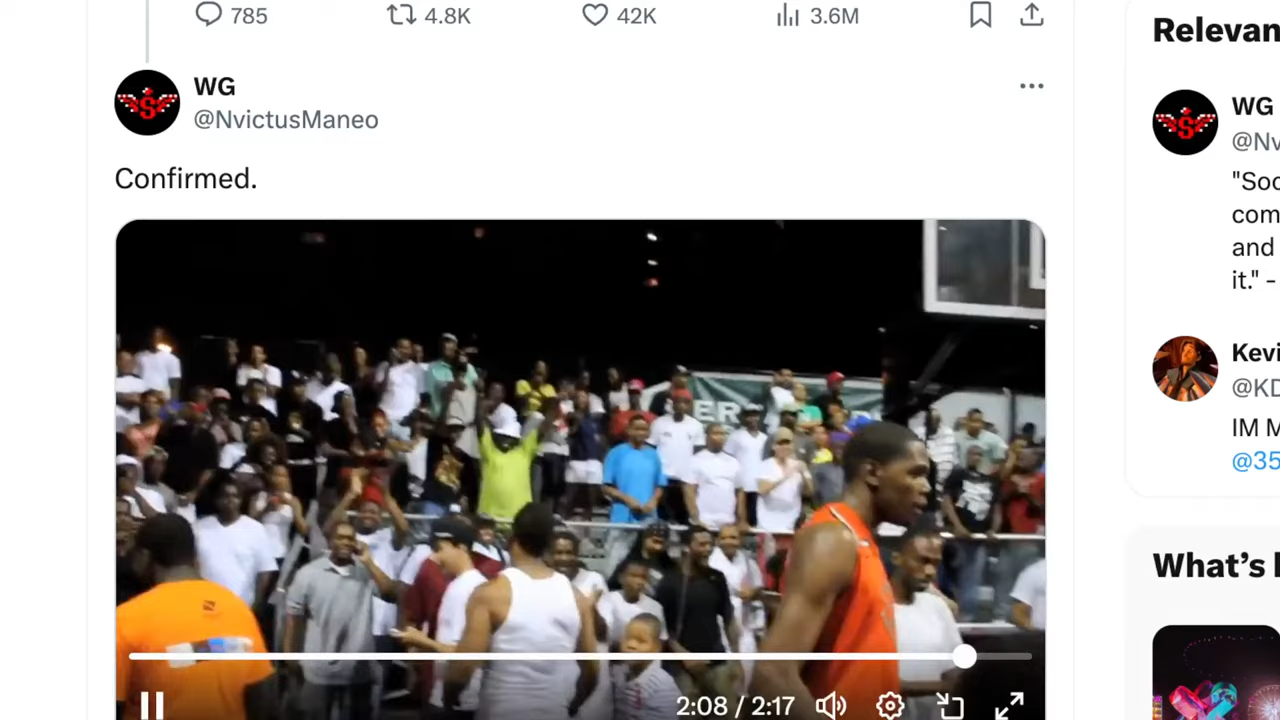 785 4.8K 42K 3.6M
WG
@NvictusManeo
Confirmed.
ER
2:08 / 2:17
Relevan
WG
@Nv
"Soc
com
and
it." -
Kevi
@KD
IM M
@35
What's